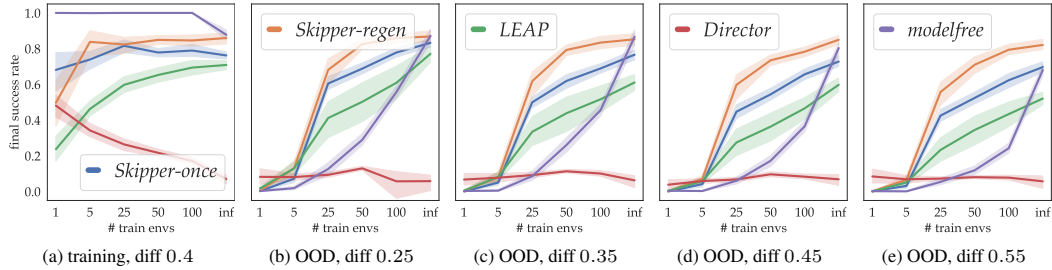 final success rate
1.0
0.8
0.6
0.4
0.2
0.0
Skipper-once
Skipper-regen
LEAP
Director
modelfree
1 5 25 50 100 inf
1 5 25 50 100 inf
1 5 25 50 100 inf
1 5 25 50 100 inf
1 5 25 50 100 inf
# train envs
# train envs
# train envs
# train envs
# train envs
(a) training, diff 0.4
(b) OOD, diff 0.25
(c) OOD, diff 0.35
(d) OOD, diff 0.45
(e) OOD, diff 0.55